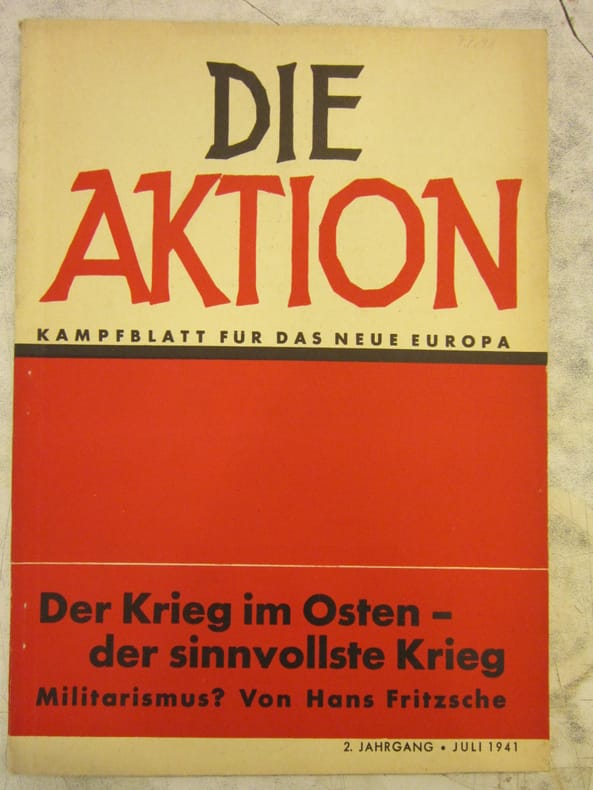 DIE
AKTION
KAMPFBLATT FÜR DAS NEUE EUROPA
Der Krieg im Osten –
der sinnvollste Krieg
Militarismus? Von Hans Fritzsche
2. JAHRGANG • JULI 1941